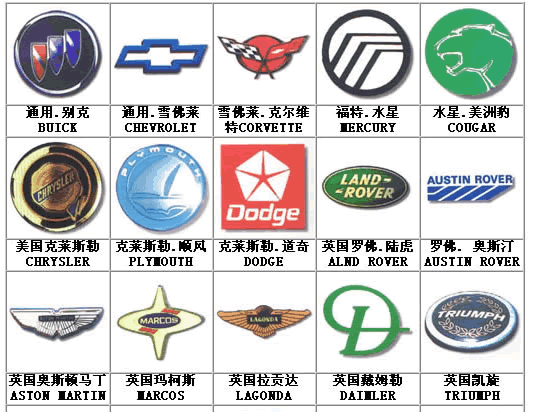 通用.别克
BUICK
通用.雪佛莱
CHEVROLET
雪佛莱.克尔维
特CORVETTE
福特.水星
MERCURY
水星.美洲豹
COUGAR
CHRYSLER
PLYMOUTH
Dodge
LAND-
ROVER
AUSTIN ROVER
美国克莱斯勒
CHRYSLER
克莱斯勒.顺风
PLYMOUTH
克莱斯勒.道奇
DODGE
英国罗佛.陆虎
ALND ROVER
罗佛. 奥斯汀
AUSTIN ROVER
MARCOS
LAGONDA
TRIUMPH
英国奥斯顿马丁
ASTON MARTIN
英国玛柯斯
MARCOS
英国拉贡达
LAGONDA
英国戴姆勒
DAIMLER
英国凯旋
TRIUMPH